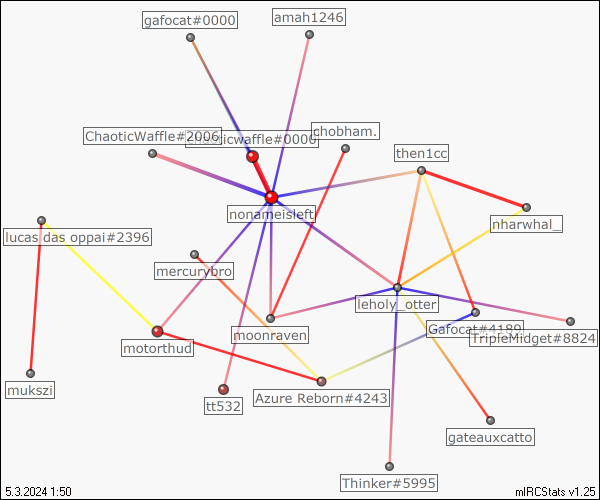 gafocat#0000
amah1246
ChaoticWaffle#2006
chaoticwaffle#0000
chobham.
then1cc
nonameisleft
nharwhal_
lucas das oppai#2396
mercurybro
leholy_otter
moonraven
Gafocat#4189
TripleMidget#8824
motorthud
mukszi
tt532
Azure Reborn#4243
gateauxcatto
Thinker#5995
5.3.2024 1:50
mIRCStats v1.25